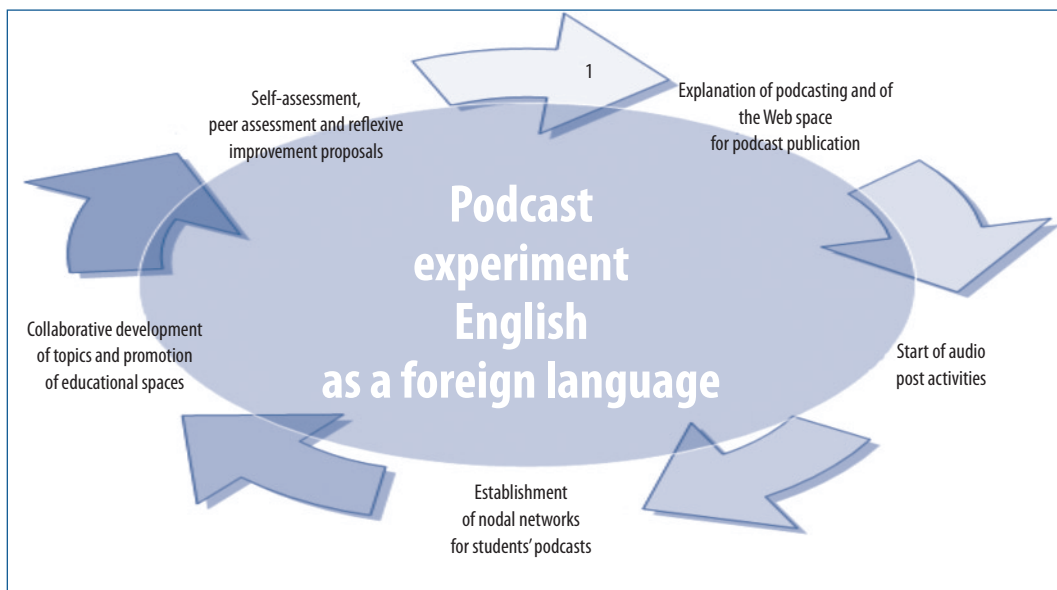 1
Explanation of podcasting and of
the Web space
for podcast publication
Start of audio
post activities
Establishment
of nodal networks
for students’ podcasts
Collaborative development
of topics and promotion
of educational spaces
Self-assessment,
peer assessment and reflexive
improvement proposals
Podcast
experiment
English
as a foreign language